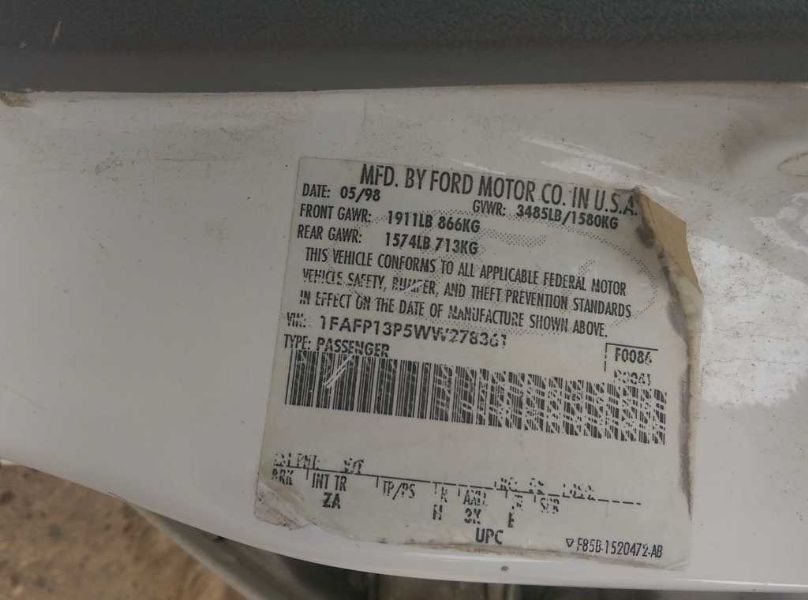 MFD. BY FORD MOTOR CO. IN U.S.A.
DATE: 05/98 GVWR: 3485LB/1580KG
FRONT GAWR: 1911LB 866KG
REAR GAWR: 1574LB 713KG
THIS VEHICLE CONFORMS TO ALL APPLICABLE FEDERAL MOTOR
VEHICLE SAFETY, BUMPER, AND THEFT PREVENTION STANDARDS
IN EFFECT ON THE DATE OF MANUFACTURE SHOWN ABOVE.
VIN: 1FAFP13P5WW278361
TYPE: PASSENGER
F0086
BRK INT TR TP/PS R AXLE
ZA H 3X
UPC
F85B-1520472-AB